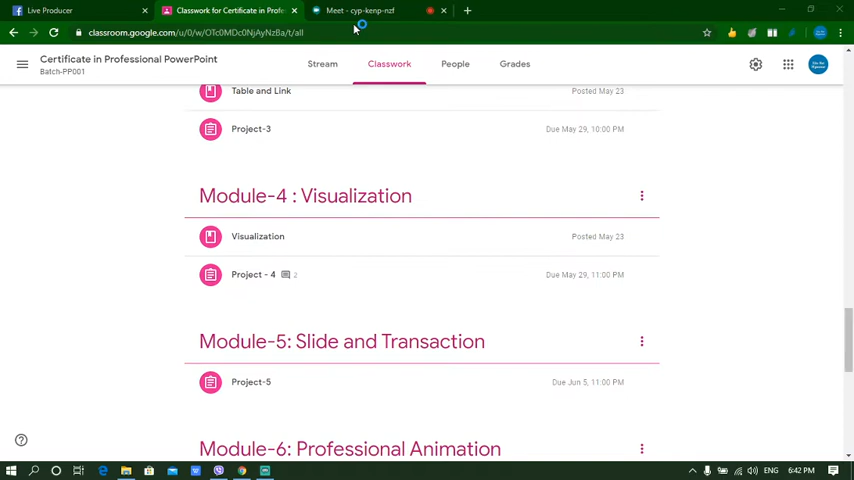 Live Producer
Classwork for Certificate in Profes
Meet - cyp-kenp-nzf
classroom.google.com/u/0/w/OTc0MDc0NjAyNzBa/t/all
Certificate in Professional PowerPoint
Batch-PP001
Stream Classwork People Grades
Table and Link Posted May 23
Project-3 Due May 29, 10:00 PM
Module-4 : Visualization
Visualization Posted May 23
Project - 4 2 Due May 29, 11:00 PM
Module-5: Slide and Transaction
Project-5 Due Jun 5, 11:00 PM
Module-6: Professional Animation
ENG 6:42 PM